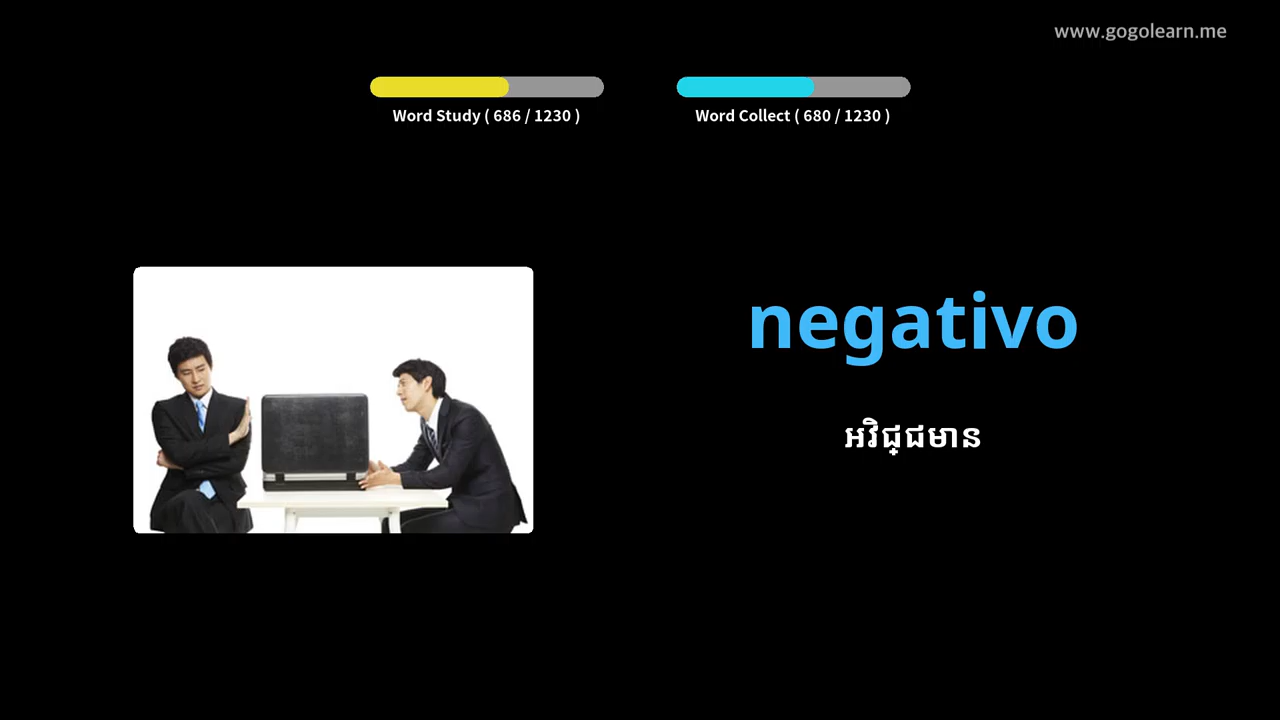 www.gogolearn.me
Word Study ( 686 / 1230 )
Word Collect ( 680 / 1230 )
negativo
អវិជ្ជមាន